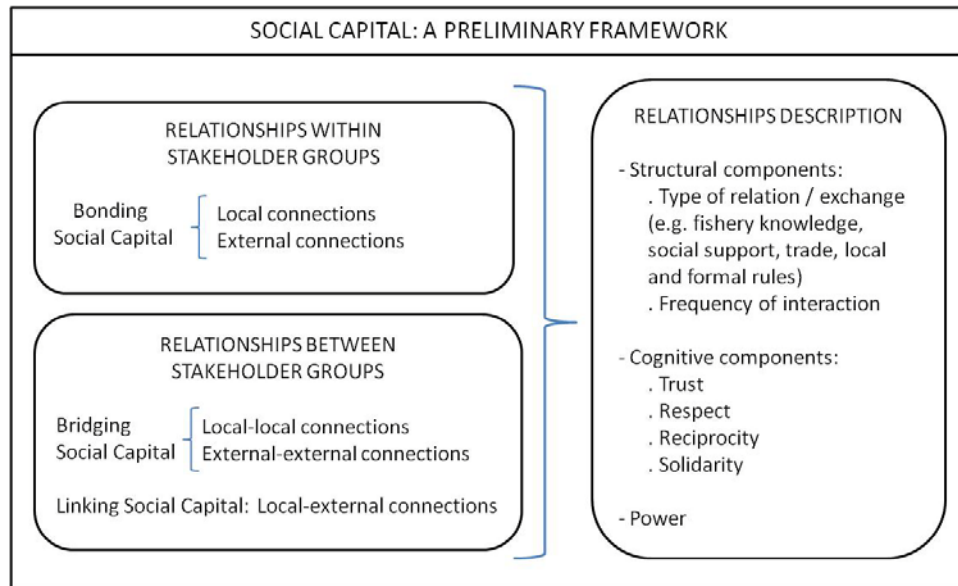 SOCIAL CAPITAL: A PRELIMINARY FRAMEWORK
RELATIONSHIPS WITHIN
STAKEHOLDER GROUPS
Bonding
Social Capital
Local connections
External connections
RELATIONSHIPS BETWEEN
STAKEHOLDER GROUPS
Bridging
Social Capital
Local-local connections
External-external connections
Linking Social Capital: Local-external connections
RELATIONSHIPS DESCRIPTION
- Structural components:
. Type of relation / exchange
(e.g. fishery knowledge,
social support, trade, local
and formal rules)
. Frequency of interaction
- Cognitive components:
. Trust
. Respect
. Reciprocity
. Solidarity
- Power